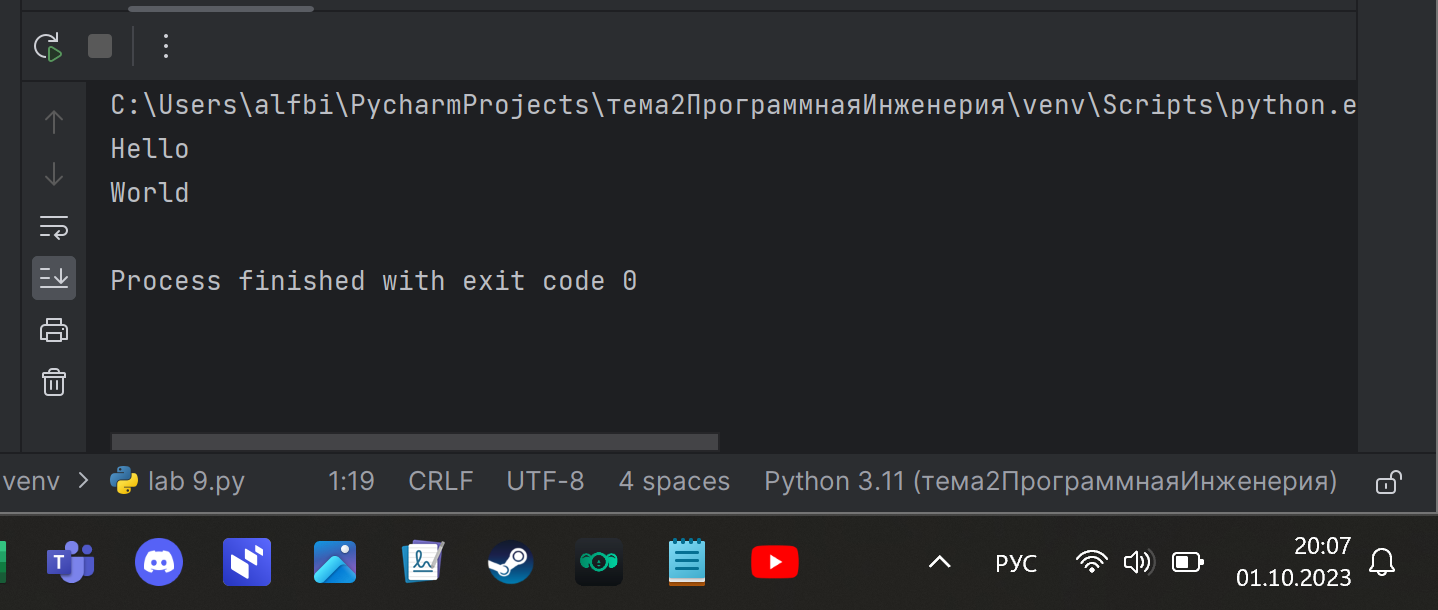 C:\Users\alfbi\PycharmProjects\тема2ПрограммнаяИнженерия\venv\Scripts\python.e
Hello
World
Process finished with exit code 0
venv > lab 9.py 1:19 CRLF UTF-8 4 spaces Python 3.11 (тема2ПрограммнаяИнженерия)
T
РУС
20:07
01.10.2023